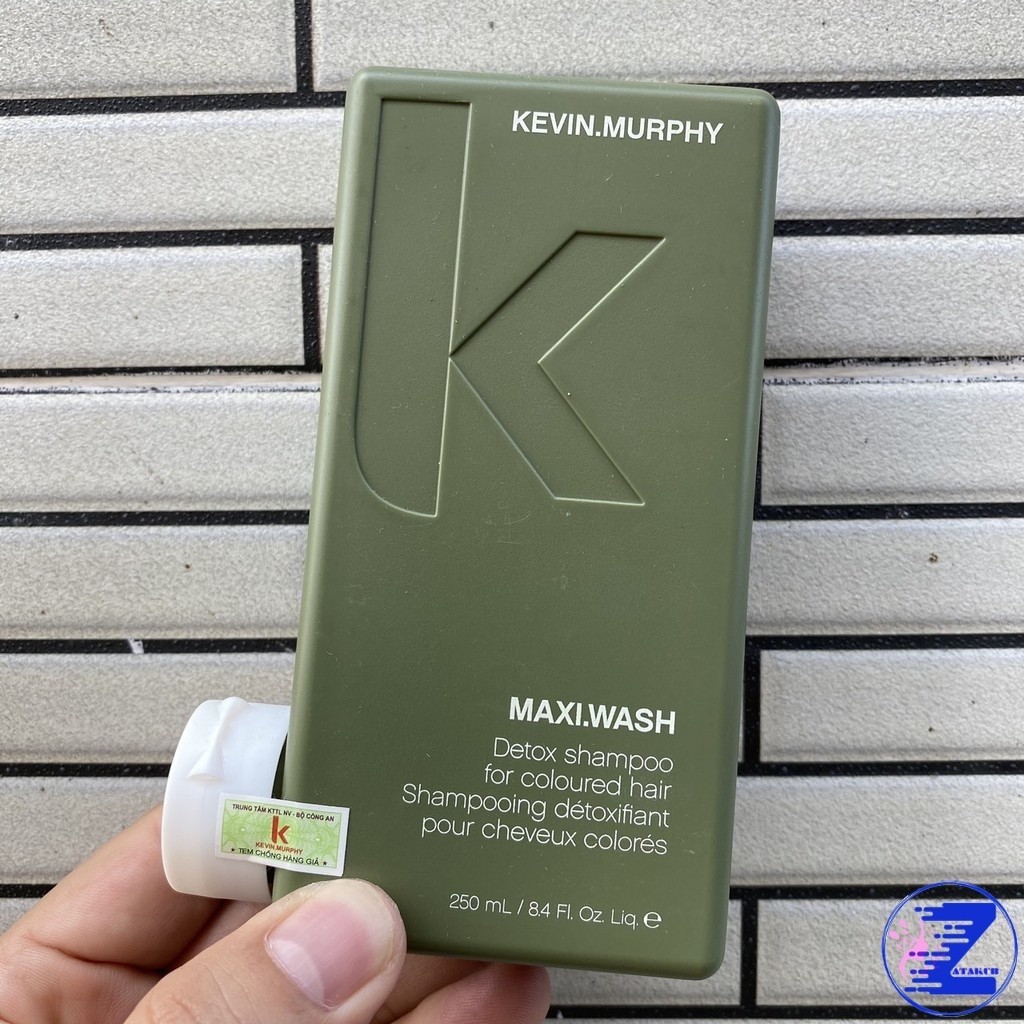 KEVIN.MURPHY
MAXI.WASH
Detox shampoo
for coloured hair
Shampooing détoxifiant
pour cheveux colorés
250 mL / 8.4 Fl. Oz. Liq. ℮
TRUNG TÂM KTTL NV - BỘ CÔNG AN
k
KEVIN.MURPHY
★ TEM CHỐNG HÀNG GIẢ ★
Z
ATAKCB